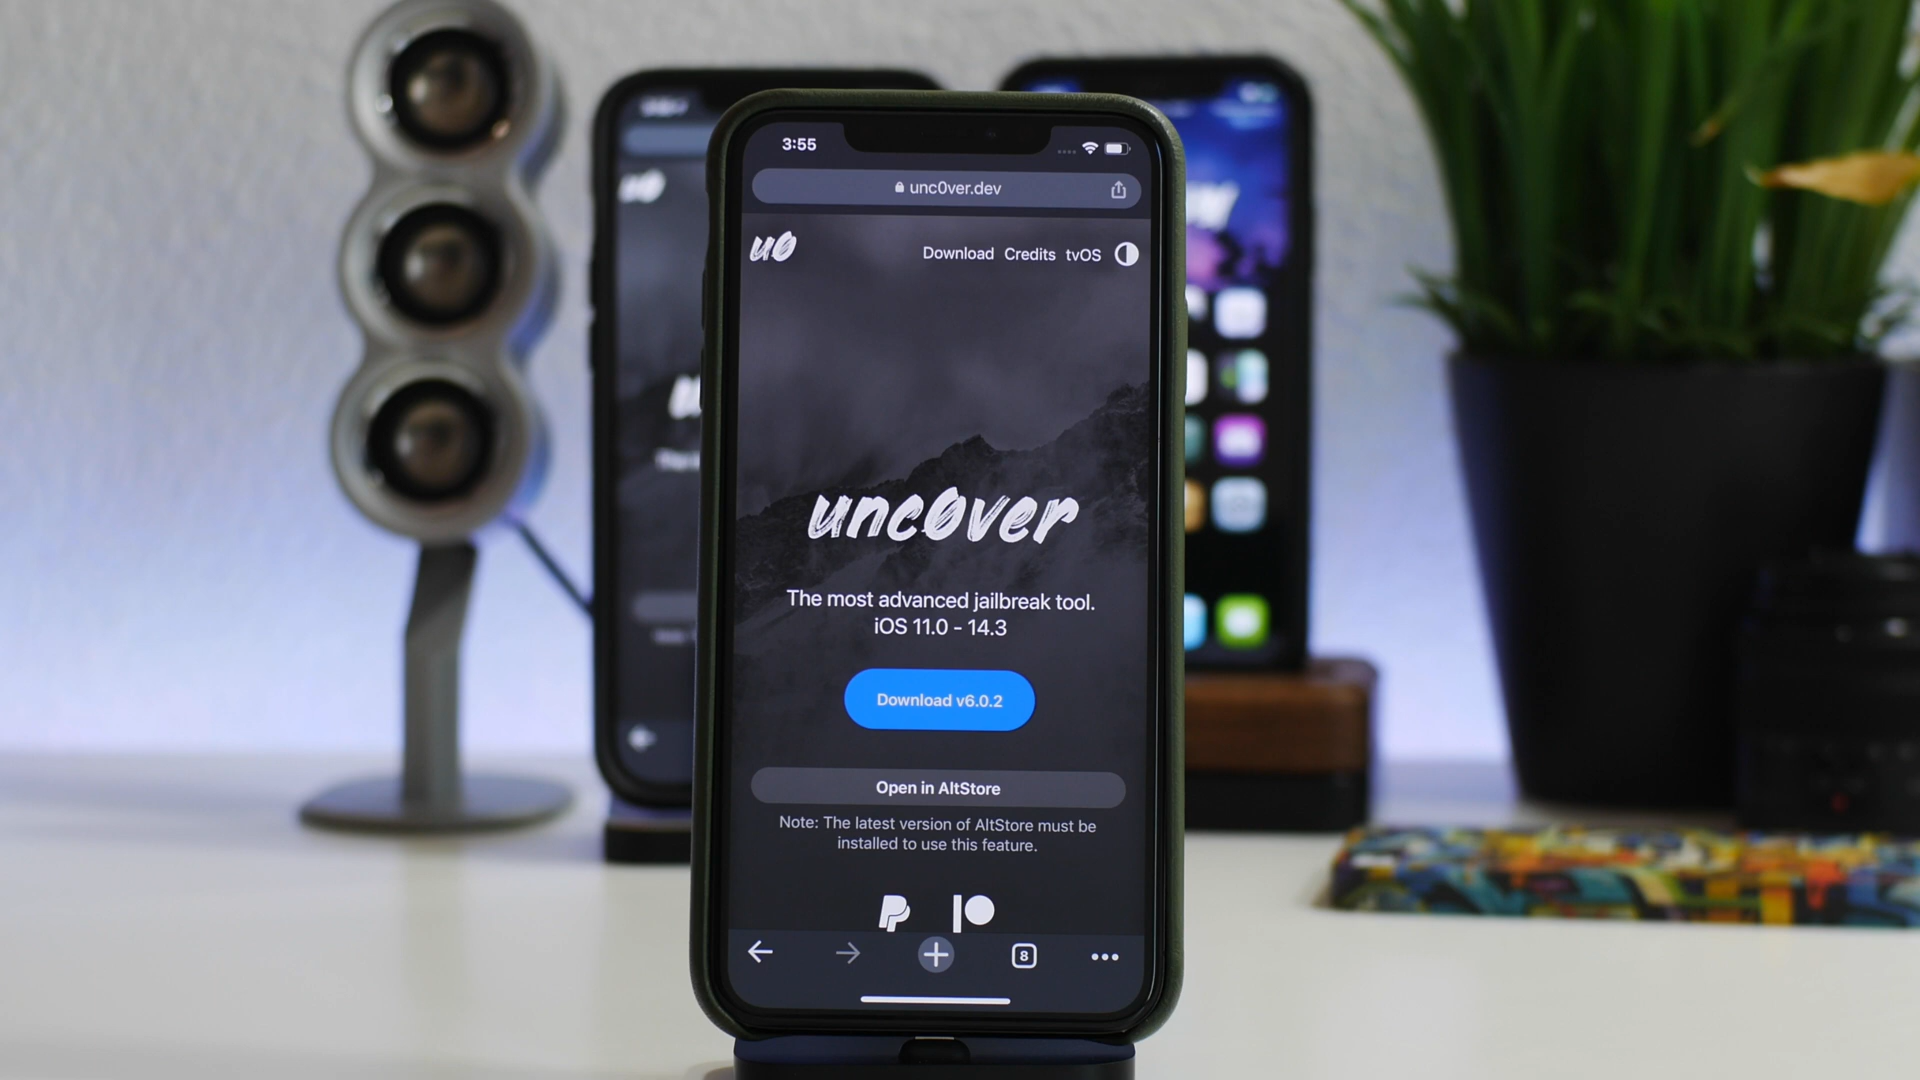 3:55
unc0ver.dev
u0
Download Credits tvOS
unc0ver
The most advanced jailbreak tool.
iOS 11.0 - 14.3
Download v6.0.2
Open in AltStore
Note: The latest version of AltStore must be
installed to use this feature.
8
u0